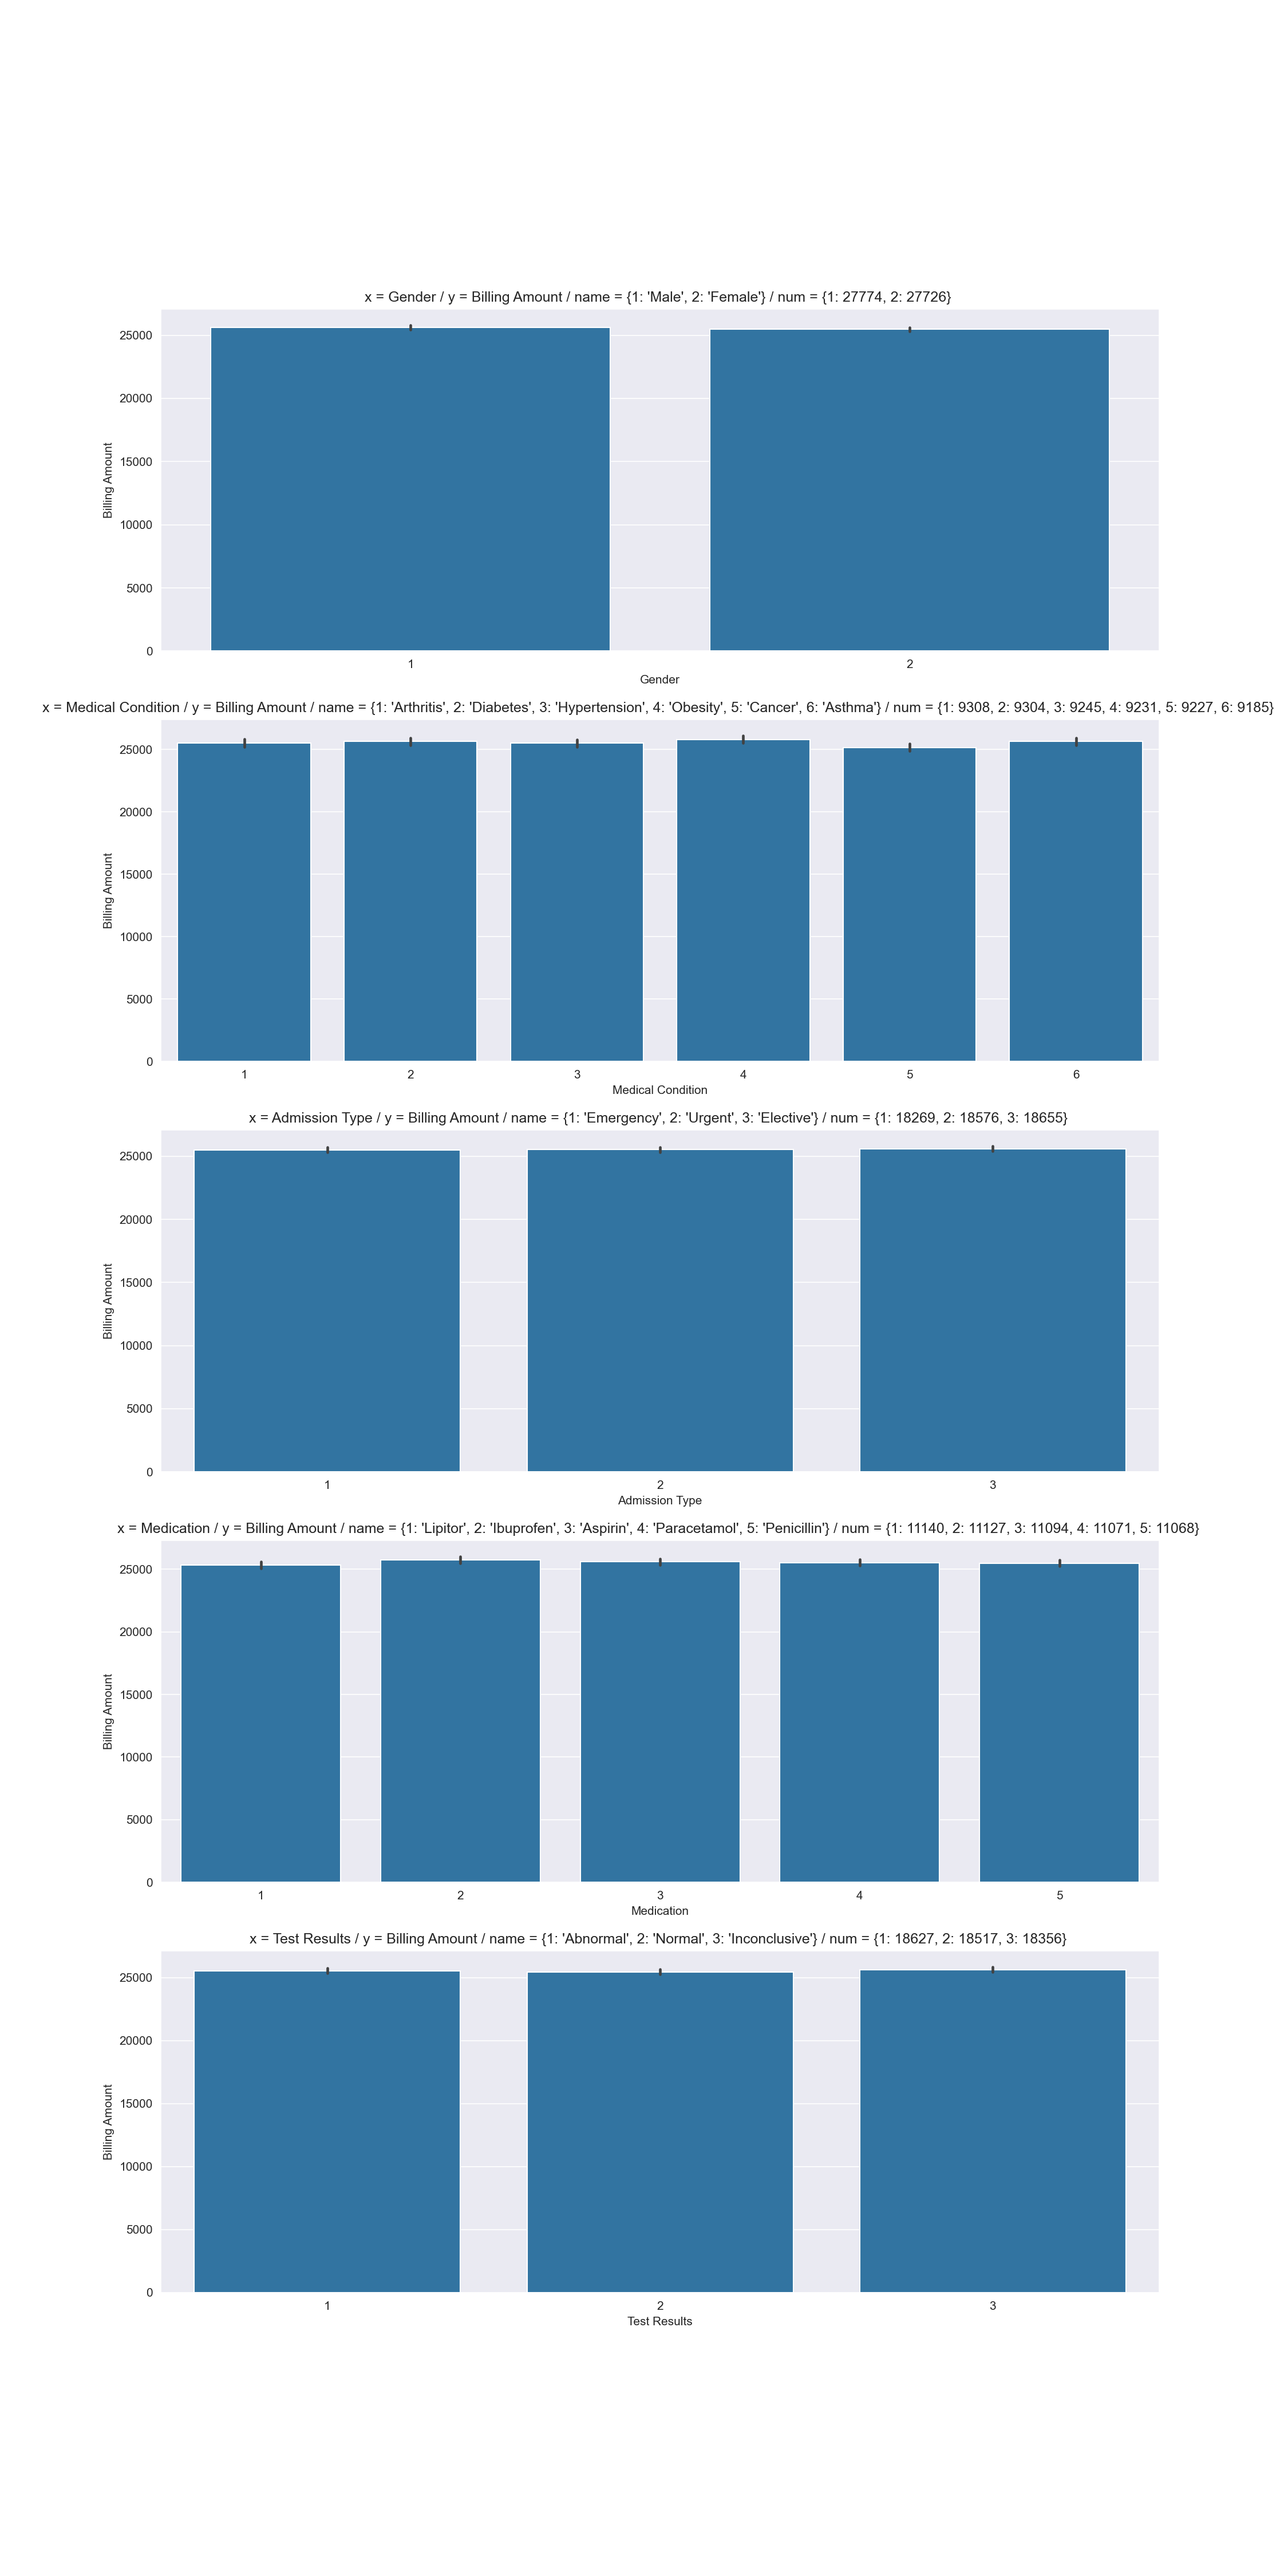 x = Gender / y = Billing Amount / name = {1: 'Male', 2: 'Female'} / num = {1: 27774, 2: 27726}
25000
20000
15000
10000
5000
0
Billing Amount
1 2
Gender
x = Medical Condition / y = Billing Amount / name = {1: 'Arthritis', 2: 'Diabetes', 3: 'Hypertension', 4: 'Obesity', 5: 'Cancer', 6: 'Asthma'} / num = {1: 9308, 2: 9304, 3: 9245, 4: 9231, 5: 9227, 6: 9185}
25000
20000
15000
10000
5000
0
Billing Amount
1 2 3 4 5 6
Medical Condition
x = Admission Type / y = Billing Amount / name = {1: 'Emergency', 2: 'Urgent', 3: 'Elective'} / num = {1: 18269, 2: 18576, 3: 18655}
25000
20000
15000
10000
5000
0
Billing Amount
1 2 3
Admission Type
x = Medication / y = Billing Amount / name = {1: 'Lipitor', 2: 'Ibuprofen', 3: 'Aspirin', 4: 'Paracetamol', 5: 'Penicillin'} / num = {1: 11140, 2: 11127, 3: 11094, 4: 11071, 5: 11068}
25000
20000
15000
10000
5000
0
Billing Amount
1 2 3 4 5
Medication
x = Test Results / y = Billing Amount / name = {1: 'Abnormal', 2: 'Normal', 3: 'Inconclusive'} / num = {1: 18627, 2: 18517, 3: 18356}
25000
20000
15000
10000
5000
0
Billing Amount
1 2 3
Test Results